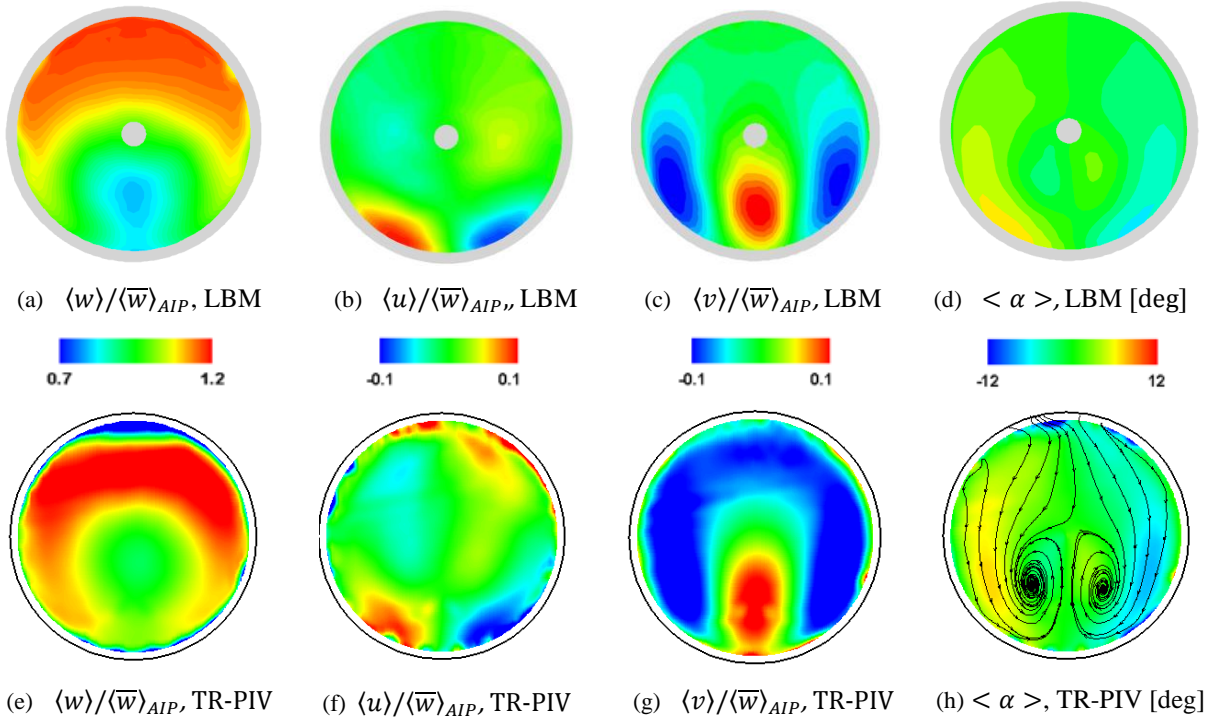 (a) ⟨w⟩/⟨w̅⟩_AIP, LBM
(b) ⟨u⟩/⟨w̅⟩_AIP,, LBM
(c) ⟨v⟩/⟨w̅⟩_AIP, LBM
(d) < α >, LBM [deg]
0.7 1.2
-0.1 0.1
-0.1 0.1
-12 12
(e) ⟨w⟩/⟨w̅⟩_AIP, TR-PIV
(f) ⟨u⟩/⟨w̅⟩_AIP, TR-PIV
(g) ⟨v⟩/⟨w̅⟩_AIP, TR-PIV
(h) < α >, TR-PIV [deg]